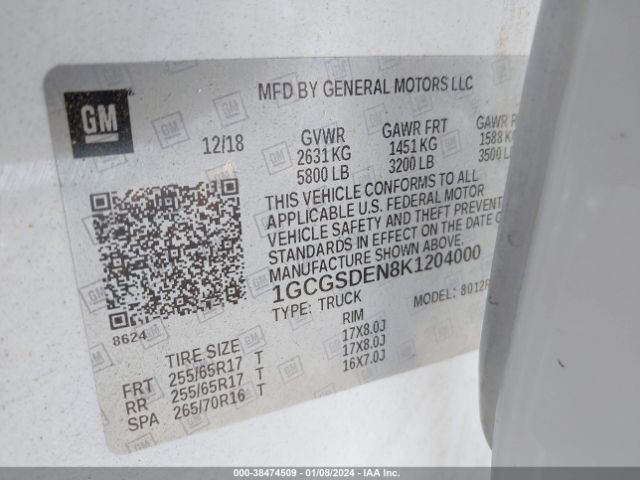 GM
MFD BY GENERAL MOTORS LLC
12/18
GVWR GAWR FRT GAWR
2631 KG 1451 KG 1588
5800 LB 3200 LB 3500
THIS VEHICLE CONFORMS TO ALL
APPLICABLE U.S. FEDERAL MOTOR
VEHICLE SAFETY AND THEFT
STANDARDS IN EFFECT ON THE DATE
MANUFACTURE SHOWN ABOVE.
1GCGSDEN8K1204000
TYPE: TRUCK MODEL:
8624
TIRE SIZE RIM
FRT 255/65R17 T 17X8.0J
RR 255/65R17 T 17X8.0J
SPA 265/70R16 T 16X7.0J
000-38474509 - 01/08/2024 - IAA Inc.